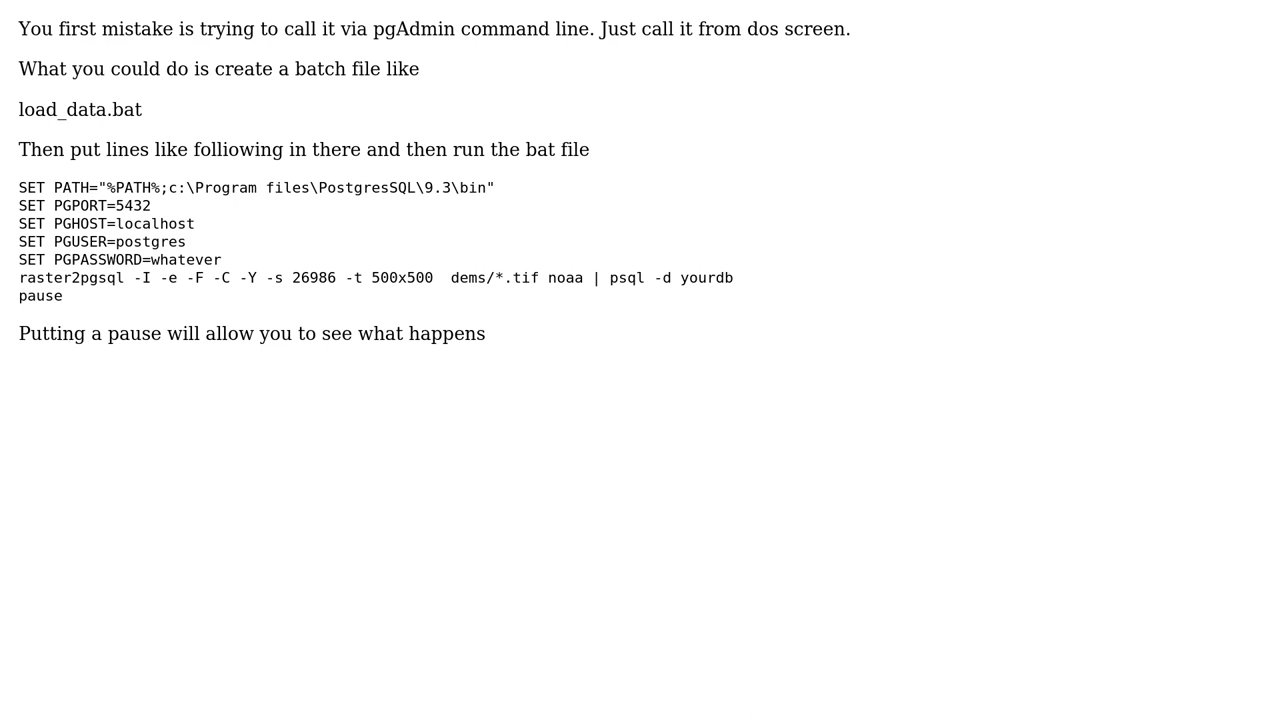 You first mistake is trying to call it via pgAdmin command line. Just call it from dos screen.
What you could do is create a batch file like
load_data.bat
Then put lines like folliowing in there and then run the bat file
SET PATH="%PATH%;c:\Program files\PostgresSQL\9.3\bin"
SET PGPORT=5432
SET PGHOST=localhost
SET PGUSER=postgres
SET PGPASSWORD=whatever
raster2pgsql -I -e -F -C -Y -s 26986 -t 500x500  dems/*.tif noaa | psql -d yourdb
pause
Putting a pause will allow you to see what happens